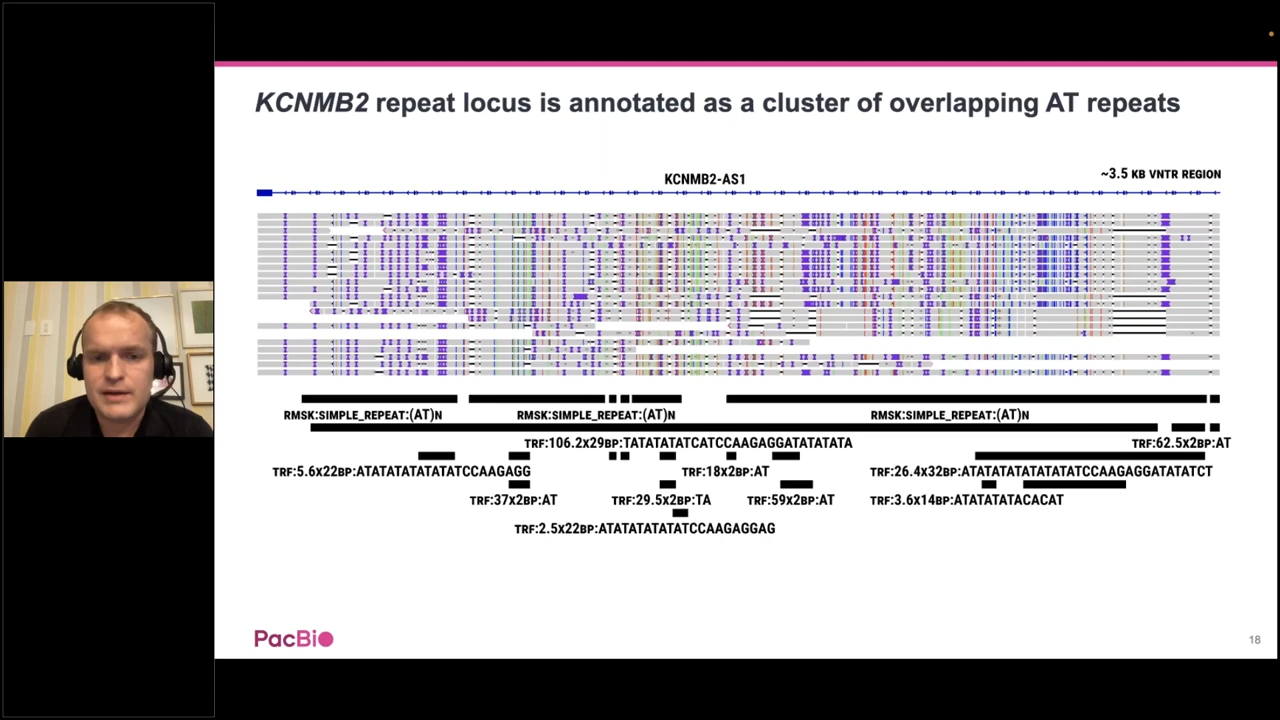 KCNMB2 repeat locus is annotated as a cluster of overlapping AT repeats
~3.5 KB VNTR REGION
KCNMB2-AS1
RMSK:SIMPLE_REPEAT:(AT)N RMSK:SIMPLE_REPEAT:(AT)N RMSK:SIMPLE_REPEAT:(AT)N
TRF:106.2X29BP:TATATATATCATCCAAGAGGATATATATA TRF:62.5X2BP:AT
TRF:5.6X22BP:ATATATATATATCCAAGAGG TRF:18X2BP:AT TRF:26.4X32BP:ATATATATATATATCCAAGAGGATATATCT
TRF:37X2BP:AT TRF:29.5X2BP:TA TRF:59X2BP:AT TRF:3.6X14BP:ATATATATACACAT
TRF:2.5X22BP:ATATATATATATCCAAGAGGAG
PacBio
18